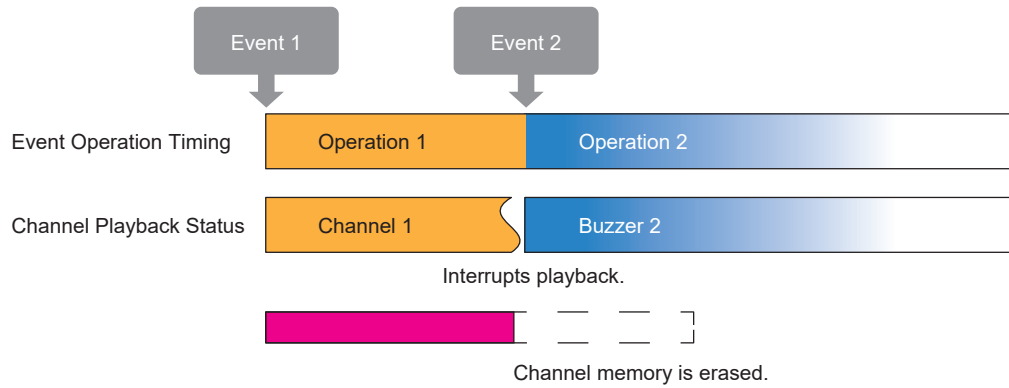 Event 1
Event 2
Event Operation Timing
Operation 1
Operation 2
Channel Playback Status
Channel 1
Buzzer 2
Interrupts playback.
Channel memory is erased.